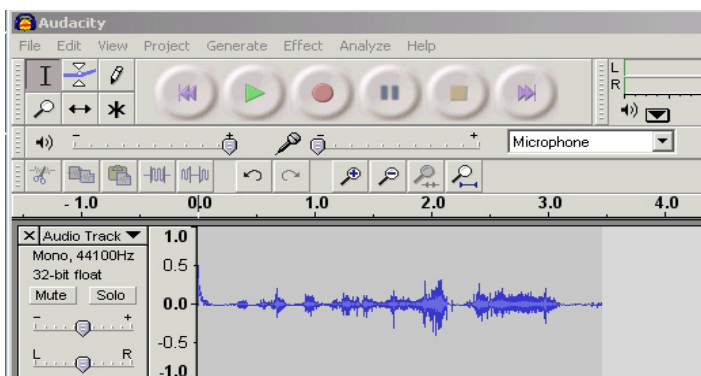 Audacity
File Edit View Project Generate Effect Analyze Help
L
R
- + - + Microphone
- 1.0 0.0 1.0 2.0 3.0 4.0
X Audio Track
Mono, 44100Hz
32-bit float
Mute Solo
- +
L R
1.0
0.5
0.0
-0.5
-1.0